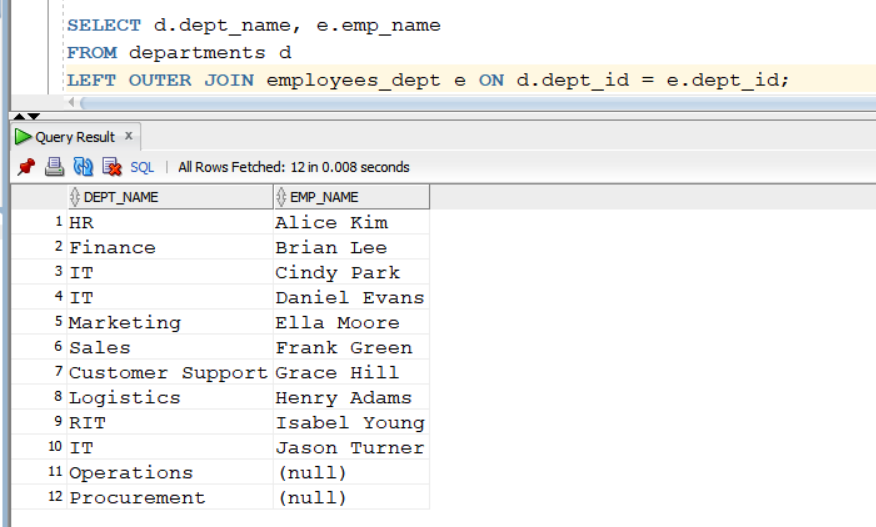 SELECT d.dept_name, e.emp_name
FROM departments d
LEFT OUTER JOIN employees_dept e ON d.dept_id = e.dept_id;
Query Result x
SQL | All Rows Fetched: 12 in 0.008 seconds
DEPT_NAME EMP_NAME
1 HR Alice Kim
2 Finance Brian Lee
3 IT Cindy Park
4 IT Daniel Evans
5 Marketing Ella Moore
6 Sales Frank Green
7 Customer Support Grace Hill
8 Logistics Henry Adams
9 RIT Isabel Young
10 IT Jason Turner
11 Operations (null)
12 Procurement (null)